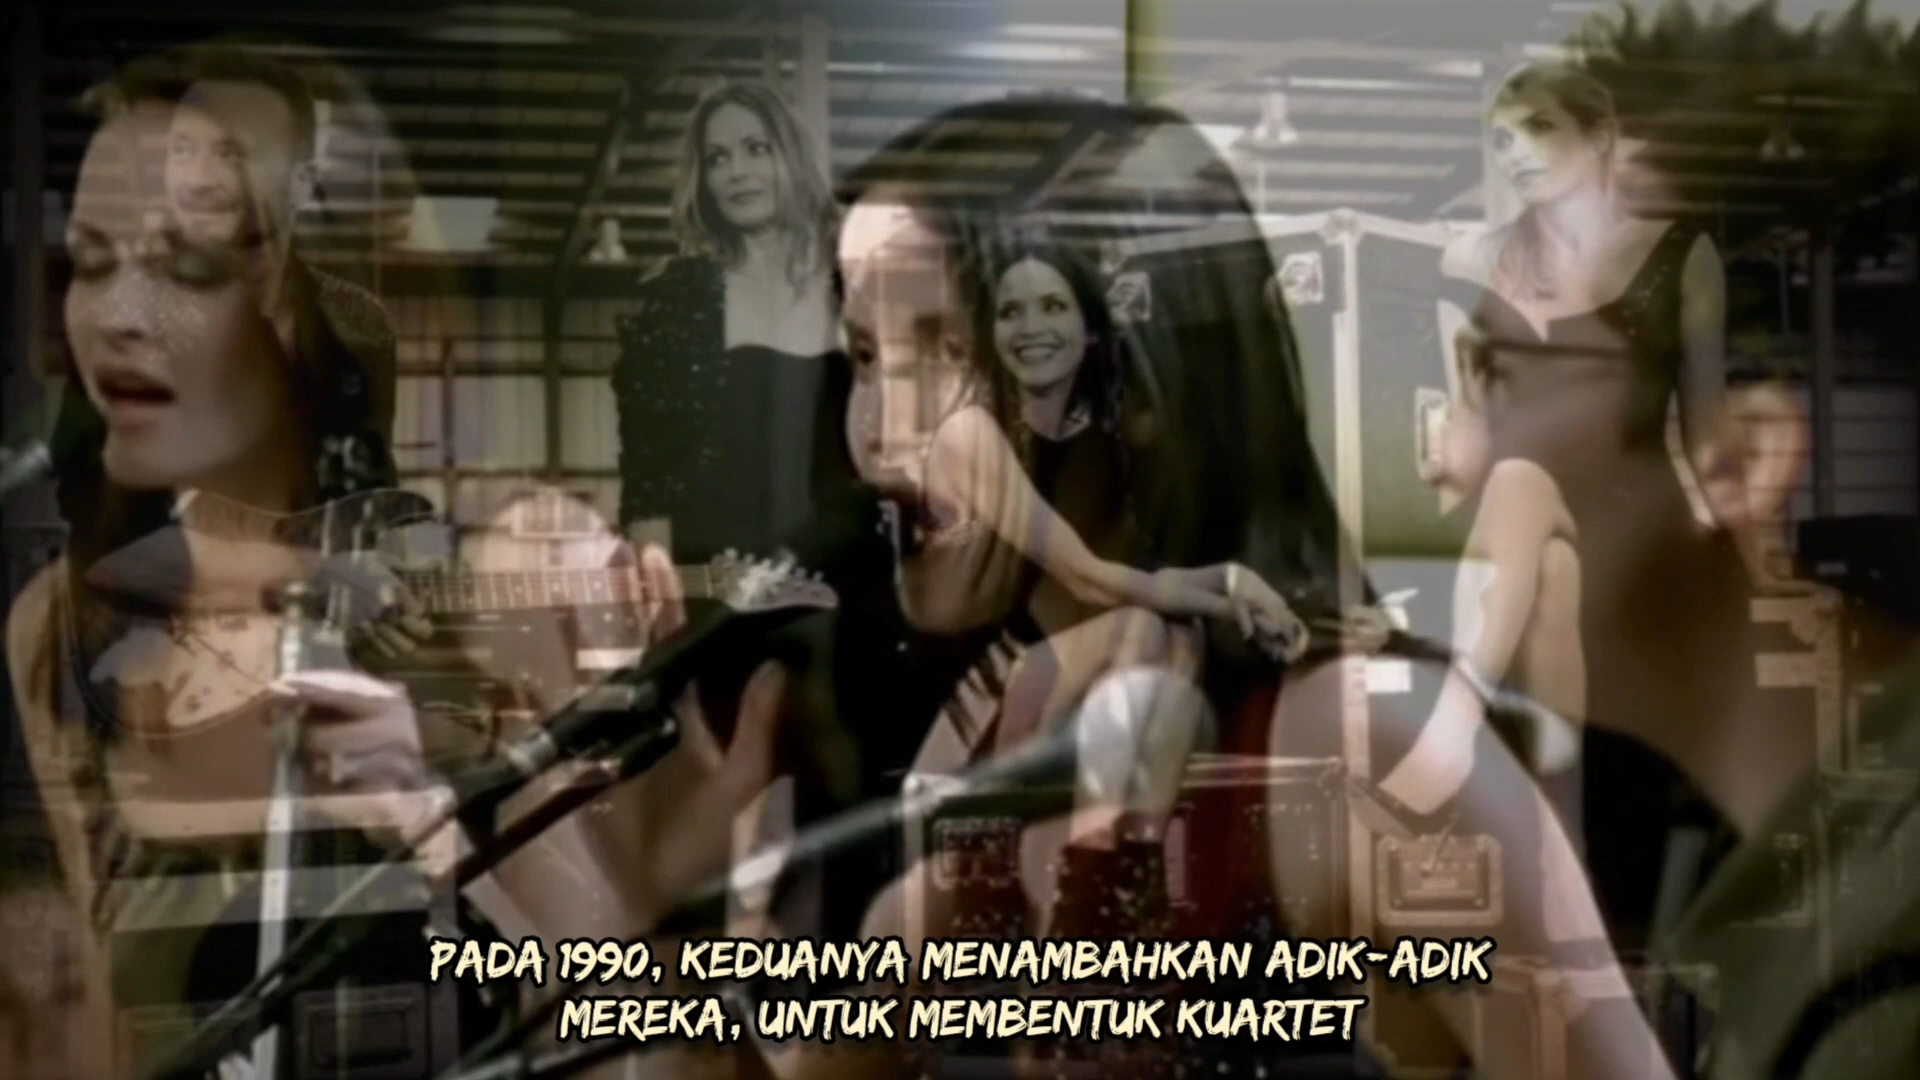 PADA 1990, KEDUANYA MENAMBAHKAN ADIK-ADIK
MEREKA, UNTUK MEMBENTUK KUARTET